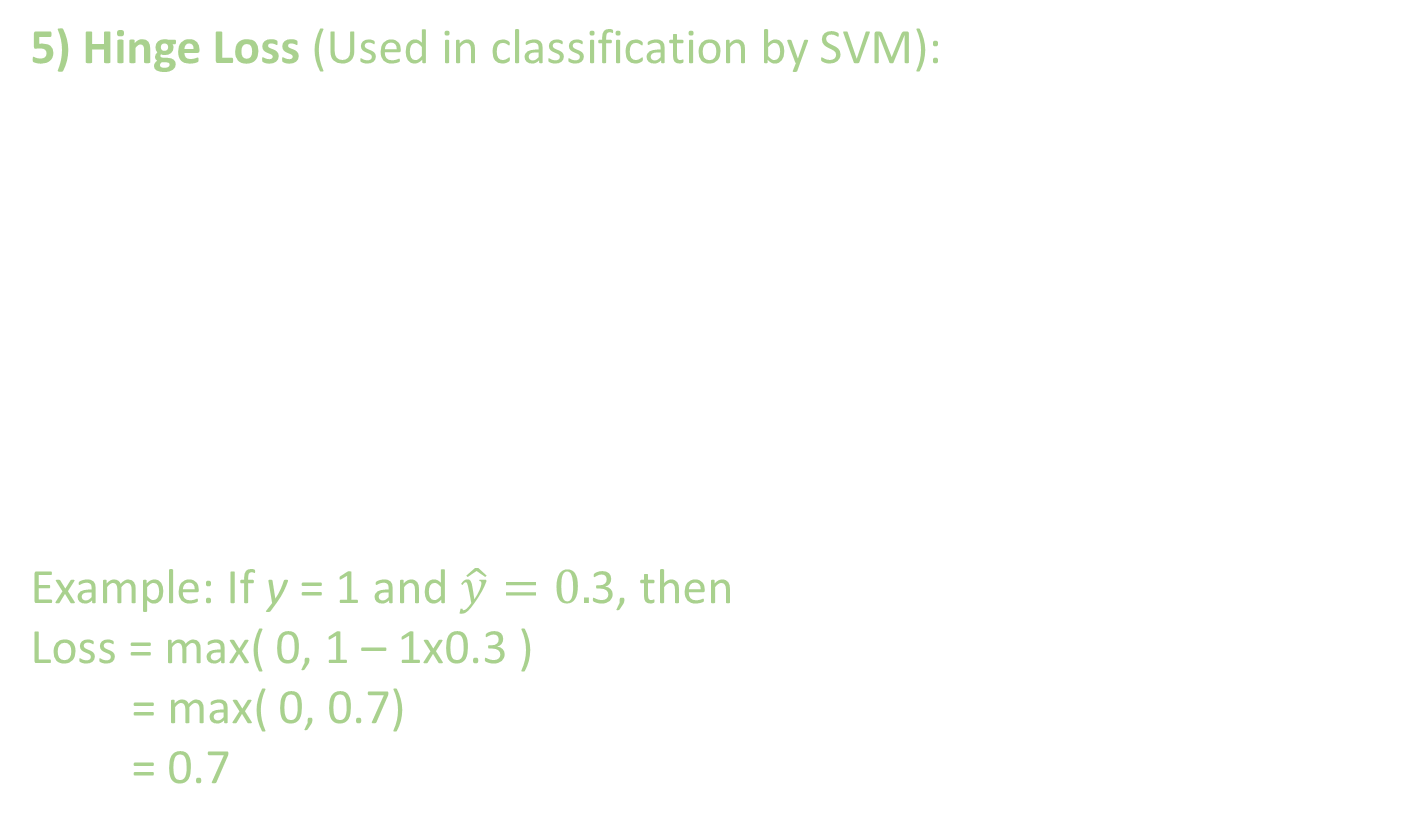 5) Hinge Loss (Used in classification by SVM):
Example: If y = 1 and ŷ = 0.3, then
Loss = max( 0, 1 – 1x0.3 )
= max( 0, 0.7)
= 0.7